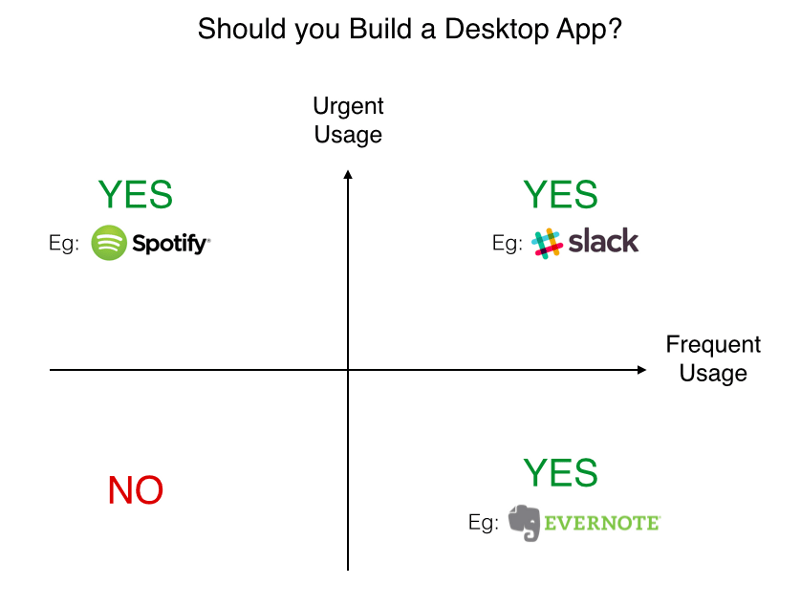 Should you Build a Desktop App?
Urgent
Usage
YES
YES
Eg: Spotify®
Eg: slack
Frequent
Usage
NO
YES
Eg: EVERNOTE